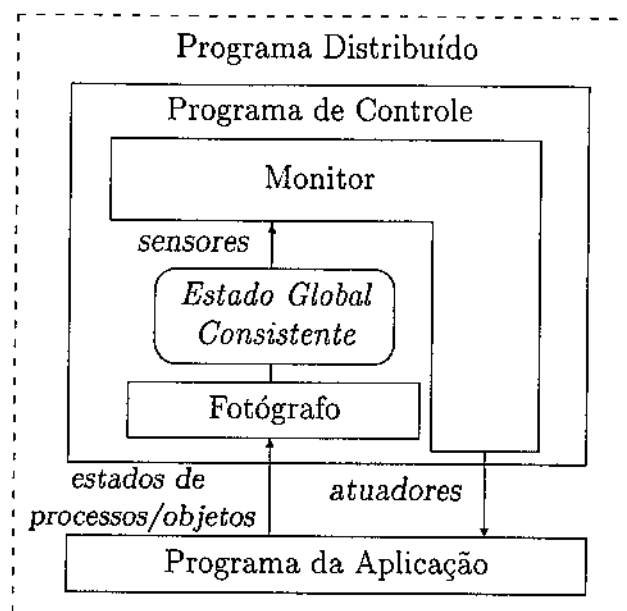 Programa Distribuído
Programa de Controle
Monitor
sensores
Estado Global
Consistente
Fotógrafo
estados de
processos/objetos
atuadores
Programa da Aplicação